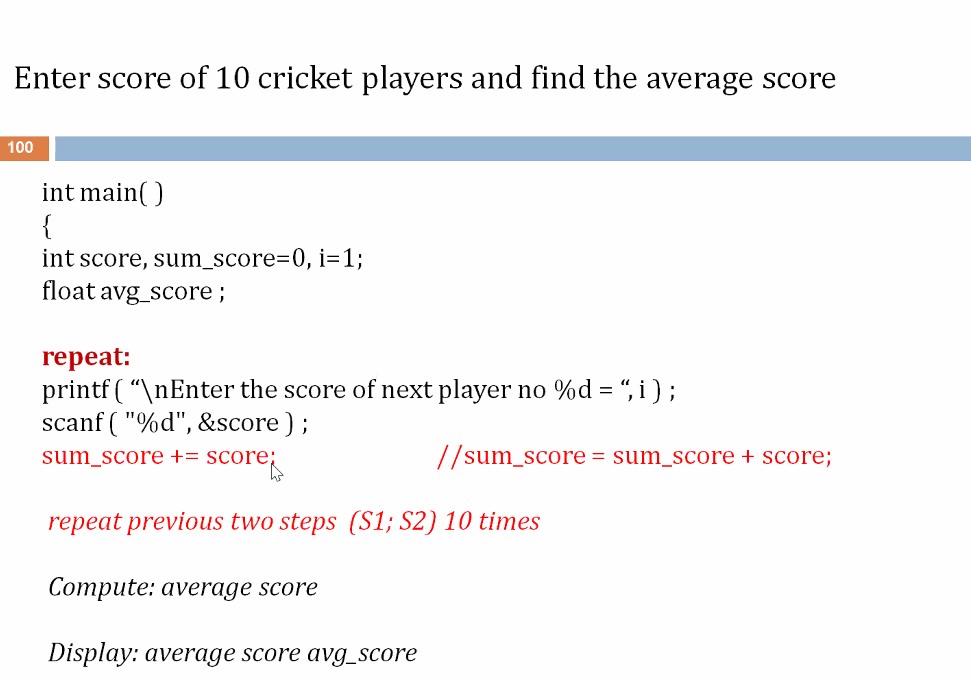 Enter score of 10 cricket players and find the average score
100
int main( )
{
int score, sum_score=0, i=1;
float avg_score ;
repeat:
printf ( “\nEnter the score of next player no %d = “, i ) ;
scanf ( "%d", &score ) ;
sum_score += score; //sum_score = sum_score + score;
repeat previous two steps (S1; S2) 10 times
Compute: average score
Display: average score avg_score